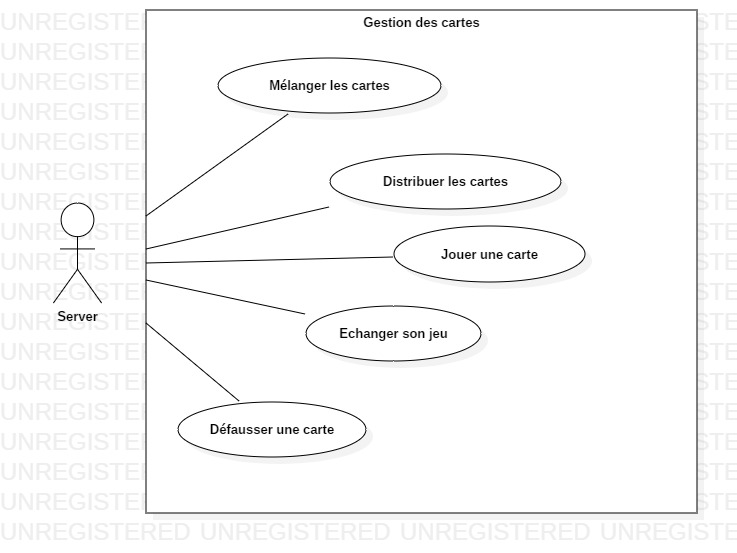 Gestion des cartes
Mélanger les cartes
Distribuer les cartes
Jouer une carte
Server
Echanger son jeu
Défausser une carte
UNREGISTERED UNREGISTERED UNREGISTERED UNREGISTE